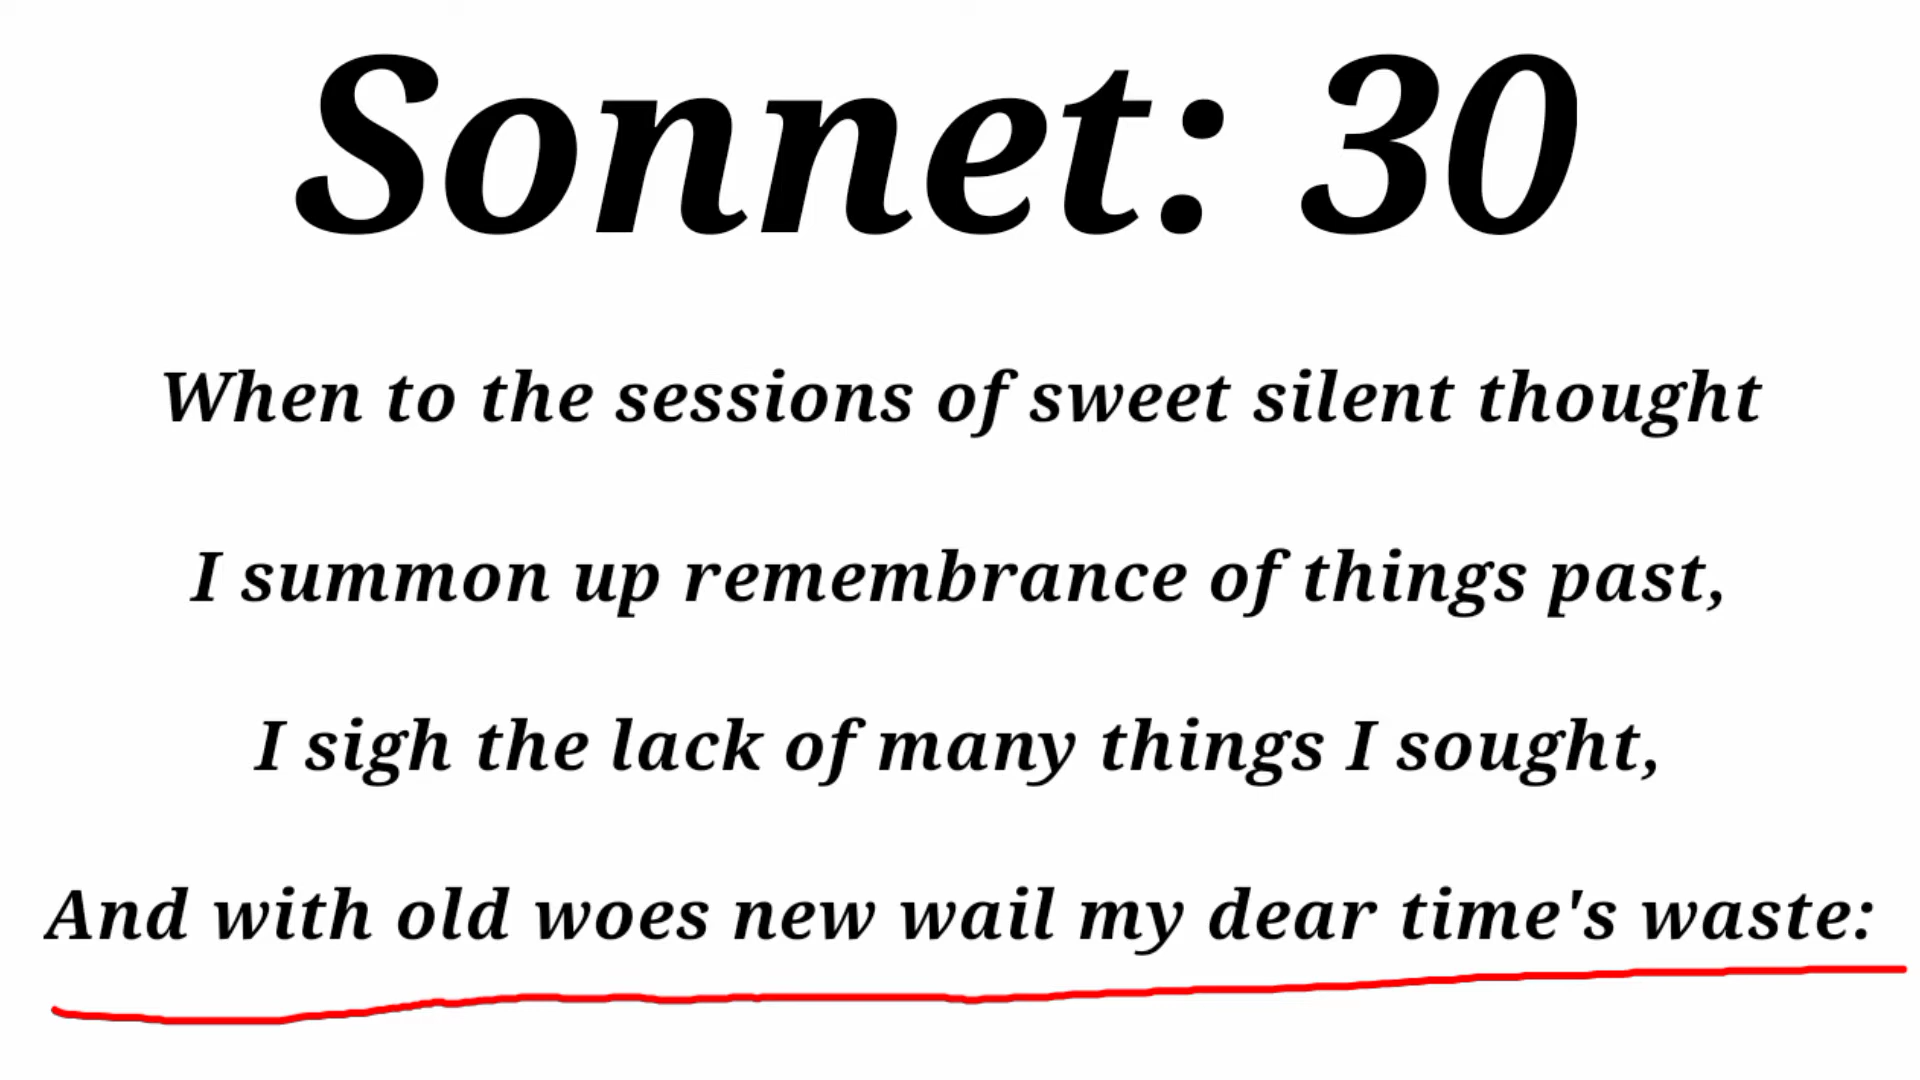 Sonnet: 30
When to the sessions of sweet silent thought
I summon up remembrance of things past,
I sigh the lack of many things I sought,
And with old woes new wail my dear time's waste: